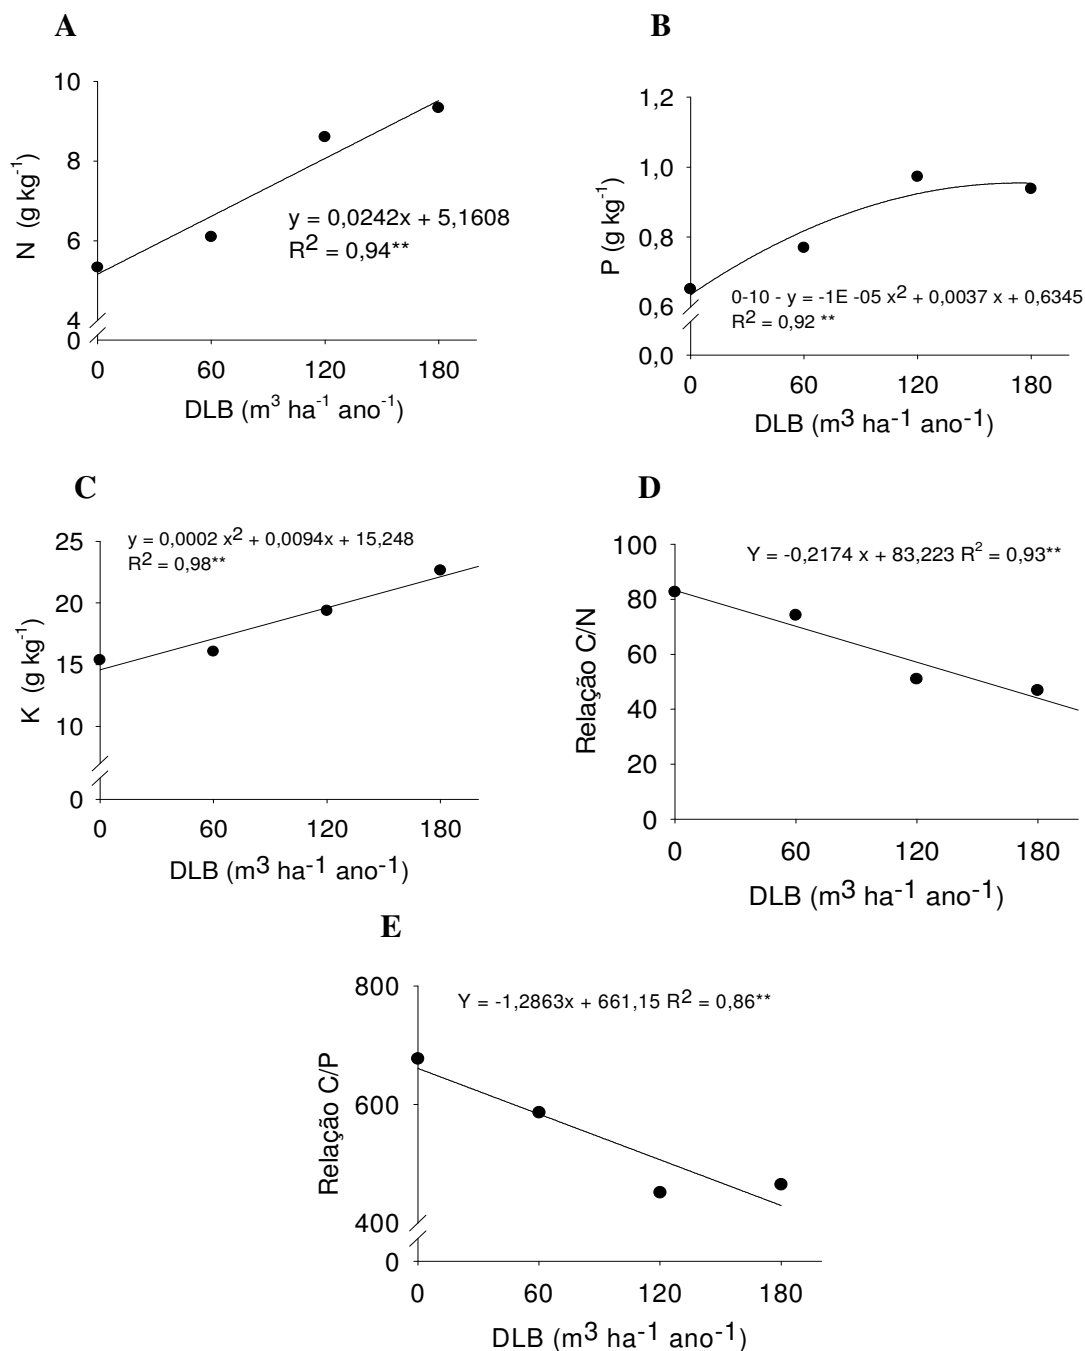 A
10
8
6
4
0
N (g kg⁻¹)
y = 0,0242x + 5,1608
R² = 0,94**
0 60 120 180
DLB (m³ ha⁻¹ ano⁻¹)
B
1,2
1,0
0,8
0,6
0,0
P (g kg⁻¹)
0-10 - y = -1E -05 x² + 0,0037 x + 0,6345
R² = 0,92 **
0 60 120 180
DLB (m³ ha⁻¹ ano⁻¹)
C
y = 0,0002 x² + 0,0094x + 15,248
R² = 0,98**
25
20
15
10
0
K (g kg⁻¹)
0 60 120 180
DLB (m³ ha⁻¹ ano⁻¹)
D
Y = -0,2174 x + 83,223 R² = 0,93**
100
80
60
40
20
0
Relação C/N
0 60 120 180
DLB (m³ ha⁻¹ ano⁻¹)
E
Y = -1,2863x + 661,15 R² = 0,86**
800
600
400
0
Relação C/P
0 60 120 180
DLB (m³ ha⁻¹ ano⁻¹)